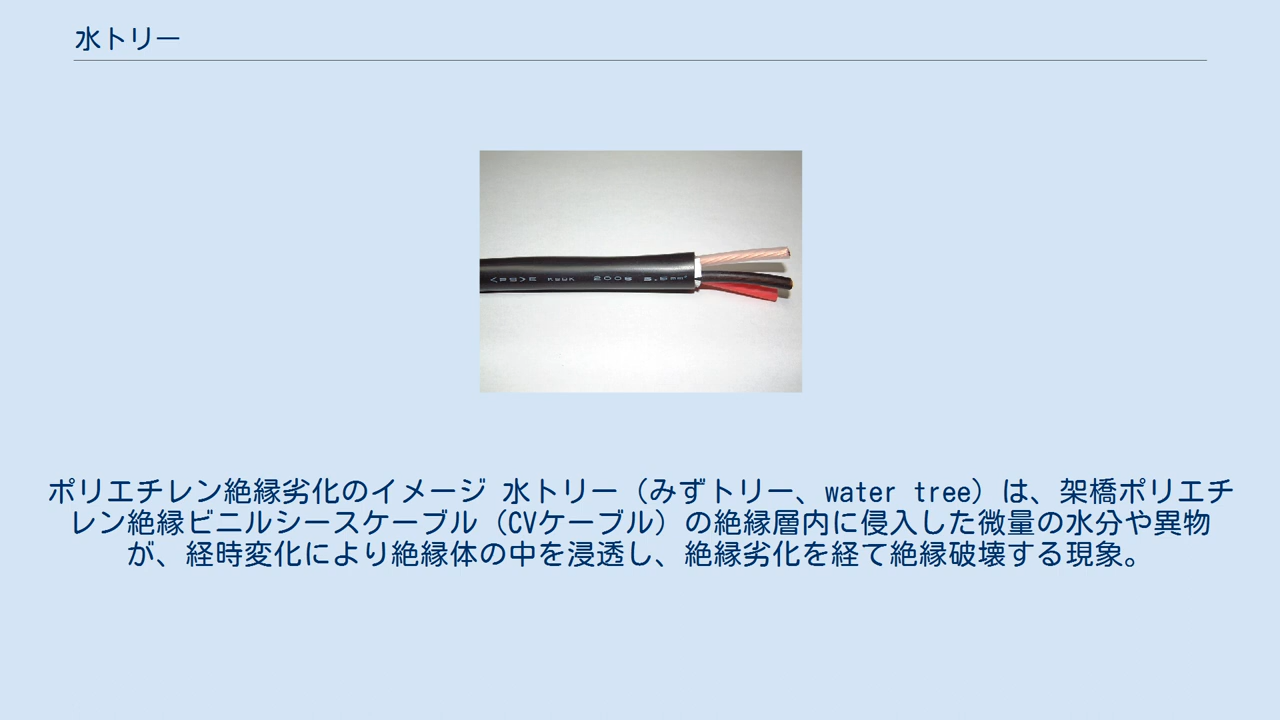 水トリー
<PS>E
2005
ポリエチレン絶縁劣化のイメージ 水トリー（みずトリー、water tree）は、架橋ポリエチ
レン絶縁ビニルシースケーブル（CVケーブル）の絶縁層内に侵入した微量の水分や異物
が、経時変化により絶縁体の中を浸透し、絶縁劣化を経て絶縁破壊する現象。